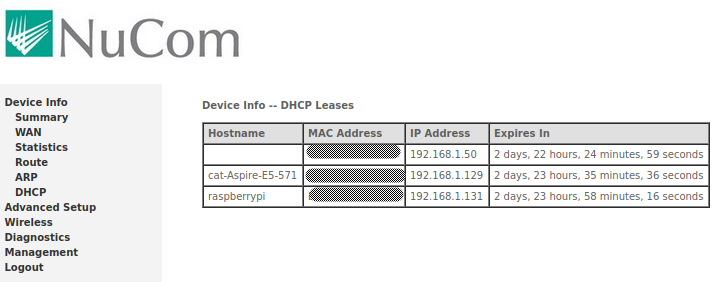 NuCom
Device Info
Summary
WAN
Statistics
Route
ARP
DHCP
Advanced Setup
Wireless
Diagnostics
Management
Logout
Device Info -- DHCP Leases
Hostname MAC Address IP Address Expires In
192.168.1.50 2 days, 22 hours, 24 minutes, 59 seconds
cat-Aspire-E5-571 192.168.1.129 2 days, 23 hours, 35 minutes, 36 seconds
raspberrypi 192.168.1.131 2 days, 23 hours, 58 minutes, 16 seconds